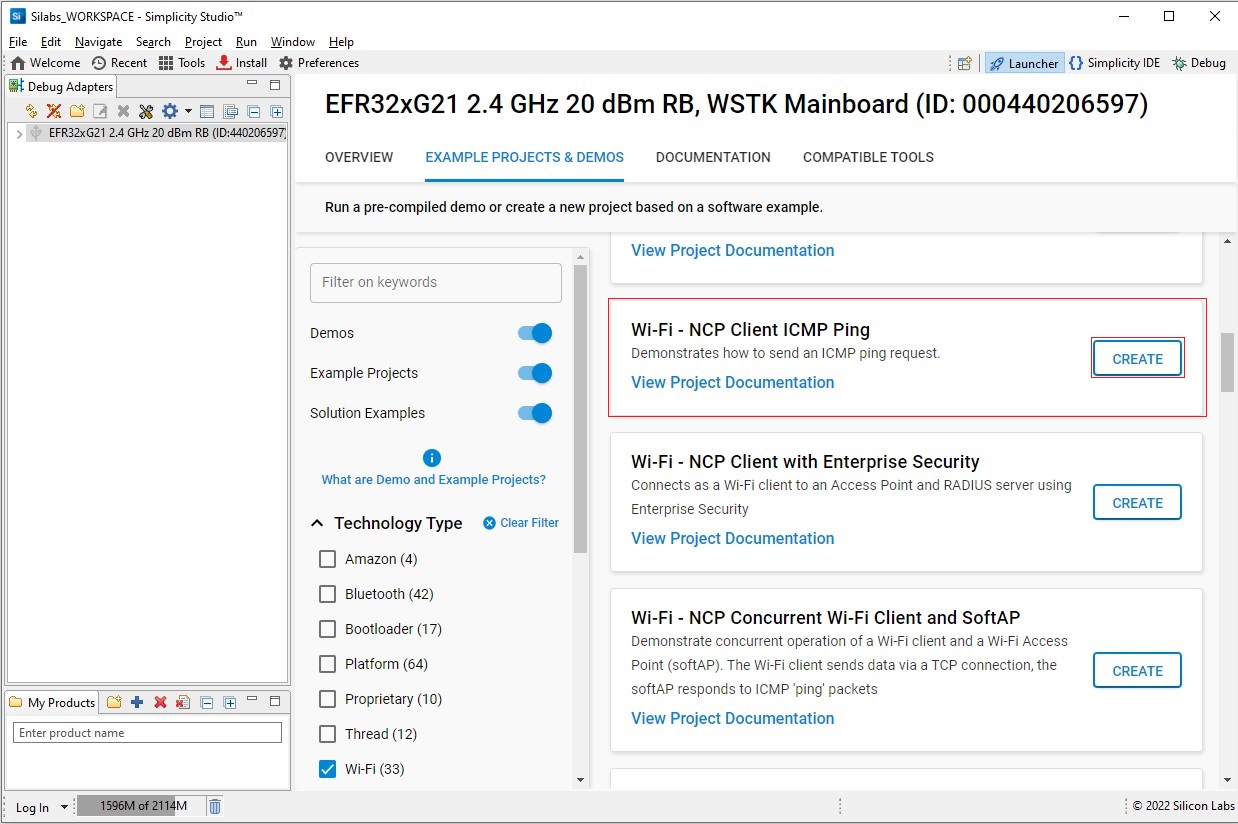 Silabs_WORKSPACE - Simplicity Studio™
File Edit Navigate Search Project Run Window Help
Welcome Recent Tools Install Preferences
Launcher {} Simplicity IDE Debug
Debug Adapters
EFR32xG21 2.4 GHz 20 dBm RB (ID:440206597)
My Products
Enter product name
EFR32xG21 2.4 GHz 20 dBm RB, WSTK Mainboard (ID: 000440206597)
OVERVIEW EXAMPLE PROJECTS & DEMOS DOCUMENTATION COMPATIBLE TOOLS
Run a pre-compiled demo or create a new project based on a software example.
Filter on keywords
Demos
Example Projects
Solution Examples
What are Demo and Example Projects?
Technology Type Clear Filter
Amazon (4)
Bluetooth (42)
Bootloader (17)
Platform (64)
Proprietary (10)
Thread (12)
Wi-Fi (33)
View Project Documentation
Wi-Fi - NCP Client ICMP Ping
Demonstrates how to send an ICMP ping request.
View Project Documentation
CREATE
Wi-Fi - NCP Client with Enterprise Security
Connects as a Wi-Fi client to an Access Point and RADIUS server using
Enterprise Security
View Project Documentation
CREATE
Wi-Fi - NCP Concurrent Wi-Fi Client and SoftAP
Demonstrate concurrent operation of a Wi-Fi client and a Wi-Fi Access
Point (softAP). The Wi-Fi client sends data via a TCP connection, the
softAP responds to ICMP 'ping' packets
View Project Documentation
CREATE
Log In 1596M of 2114M
© 2022 Silicon Labs